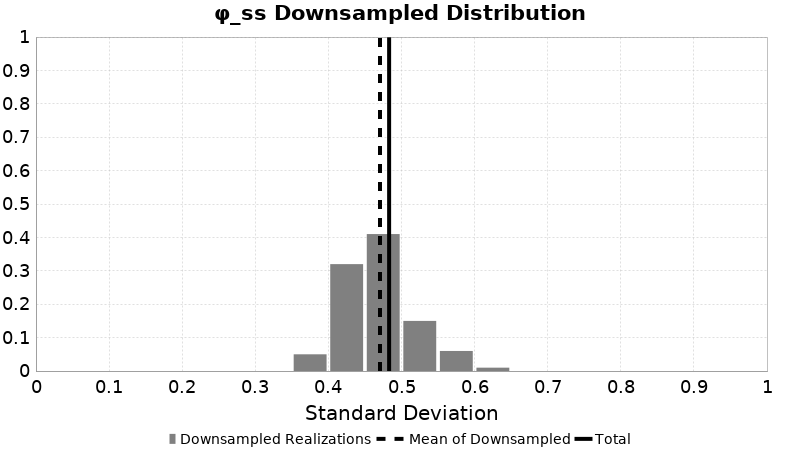 φ_ss Downsampled Distribution
1
0.9
0.8
0.7
0.6
0.5
0.4
0.3
0.2
0.1
0
0 0.1 0.2 0.3 0.4 0.5 0.6 0.7 0.8 0.9 1
Standard Deviation
Downsampled Realizations Mean of Downsampled Total